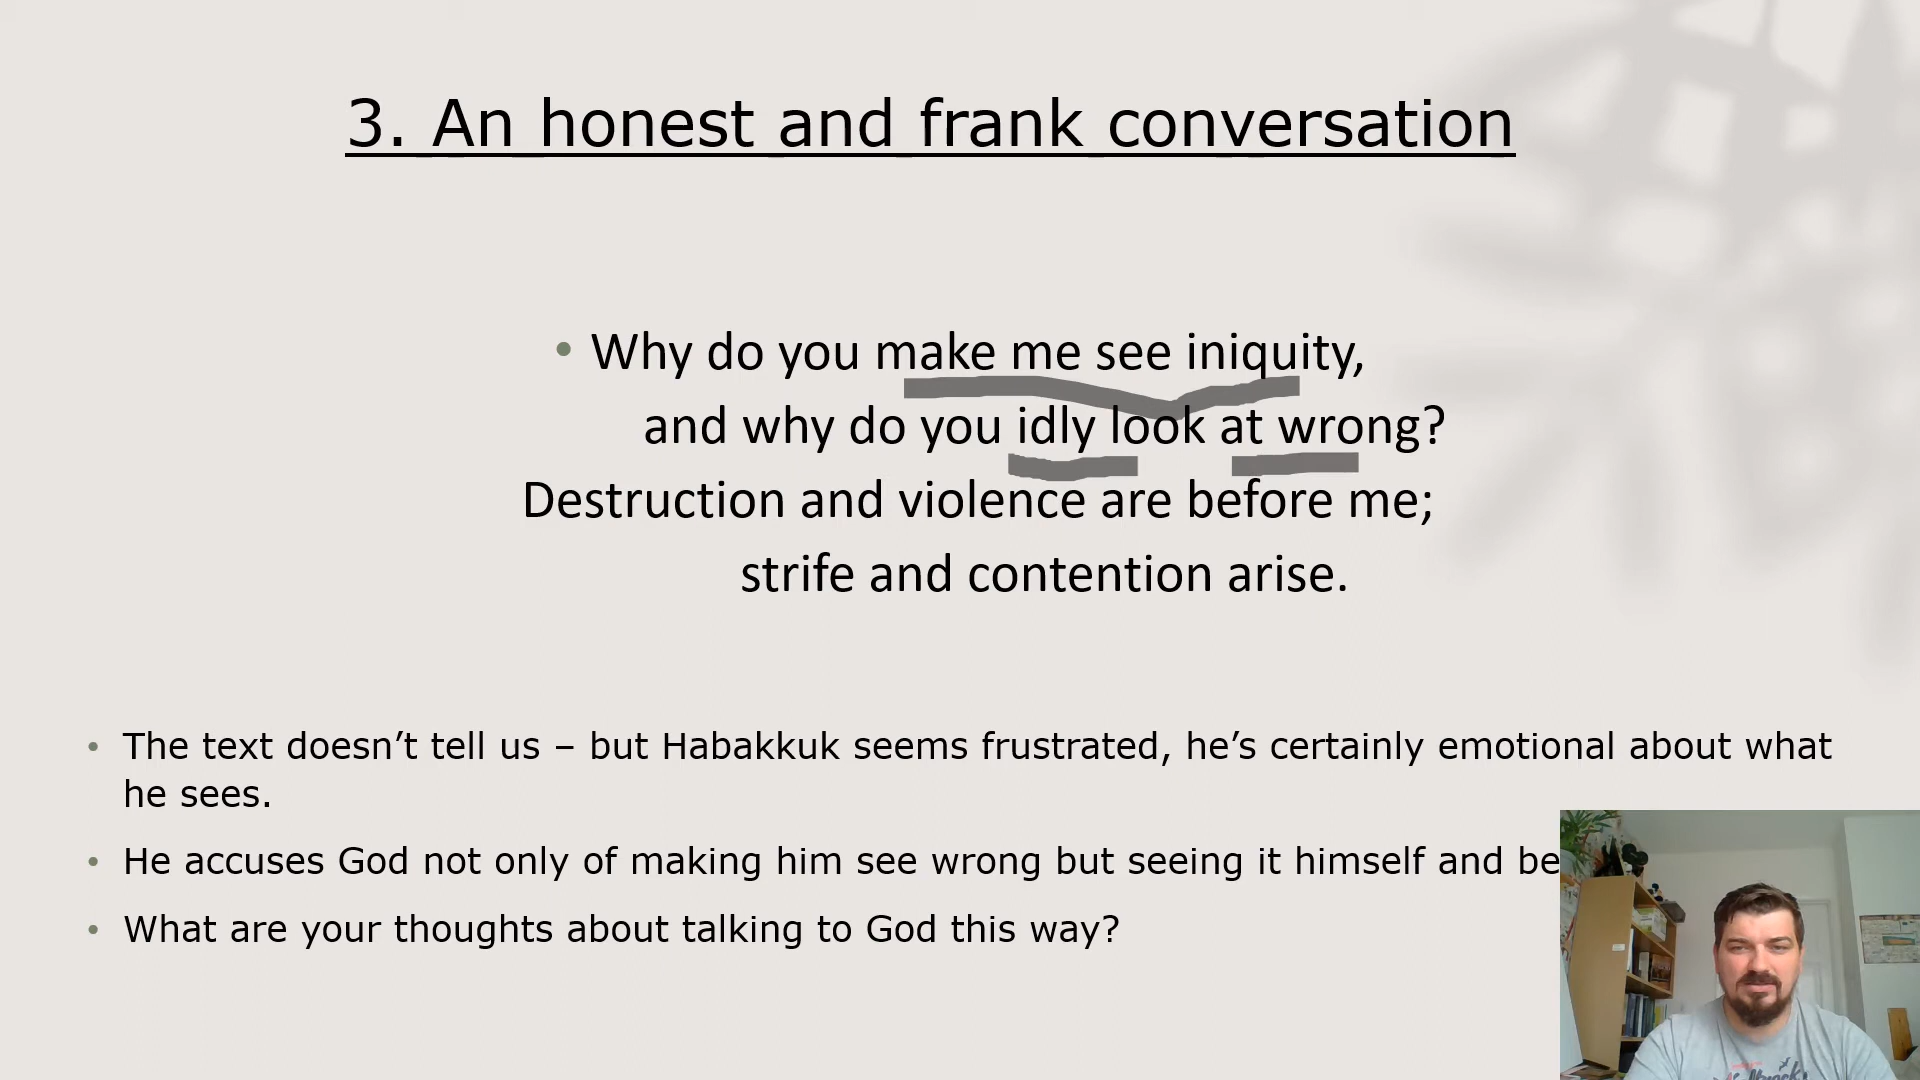 3. An honest and frank conversation
• Why do you make me see iniquity,
and why do you idly look at wrong?
Destruction and violence are before me;
strife and contention arise.
• The text doesn’t tell us – but Habakkuk seems frustrated, he’s certainly emotional about what
he sees.
• He accuses God not only of making him see wrong but seeing it himself and be
• What are your thoughts about talking to God this way?